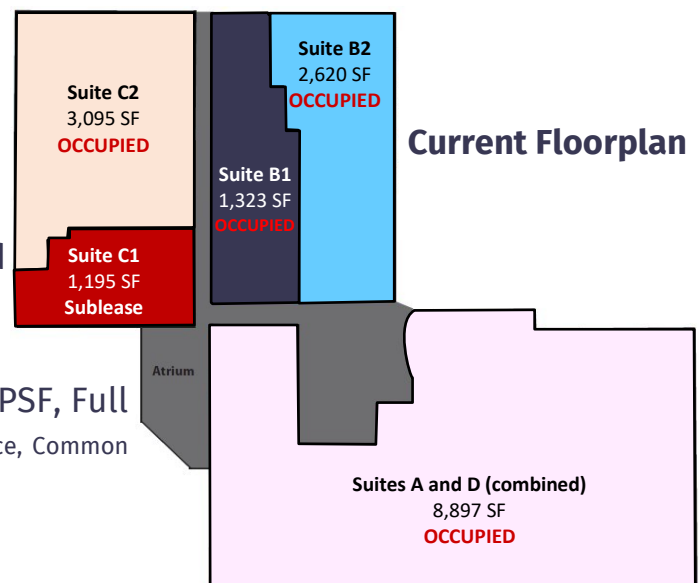 Suite C2
3,095 SF
OCCUPIED
Suite B2
2,620 SF
OCCUPIED
Current Floorplan
Suite B1
1,323 SF
OCCUPIED
Suite C1
1,195 SF
Sublease
Atrium
PSF, Full
Common
Suites A and D (combined)
8,897 SF
OCCUPIED